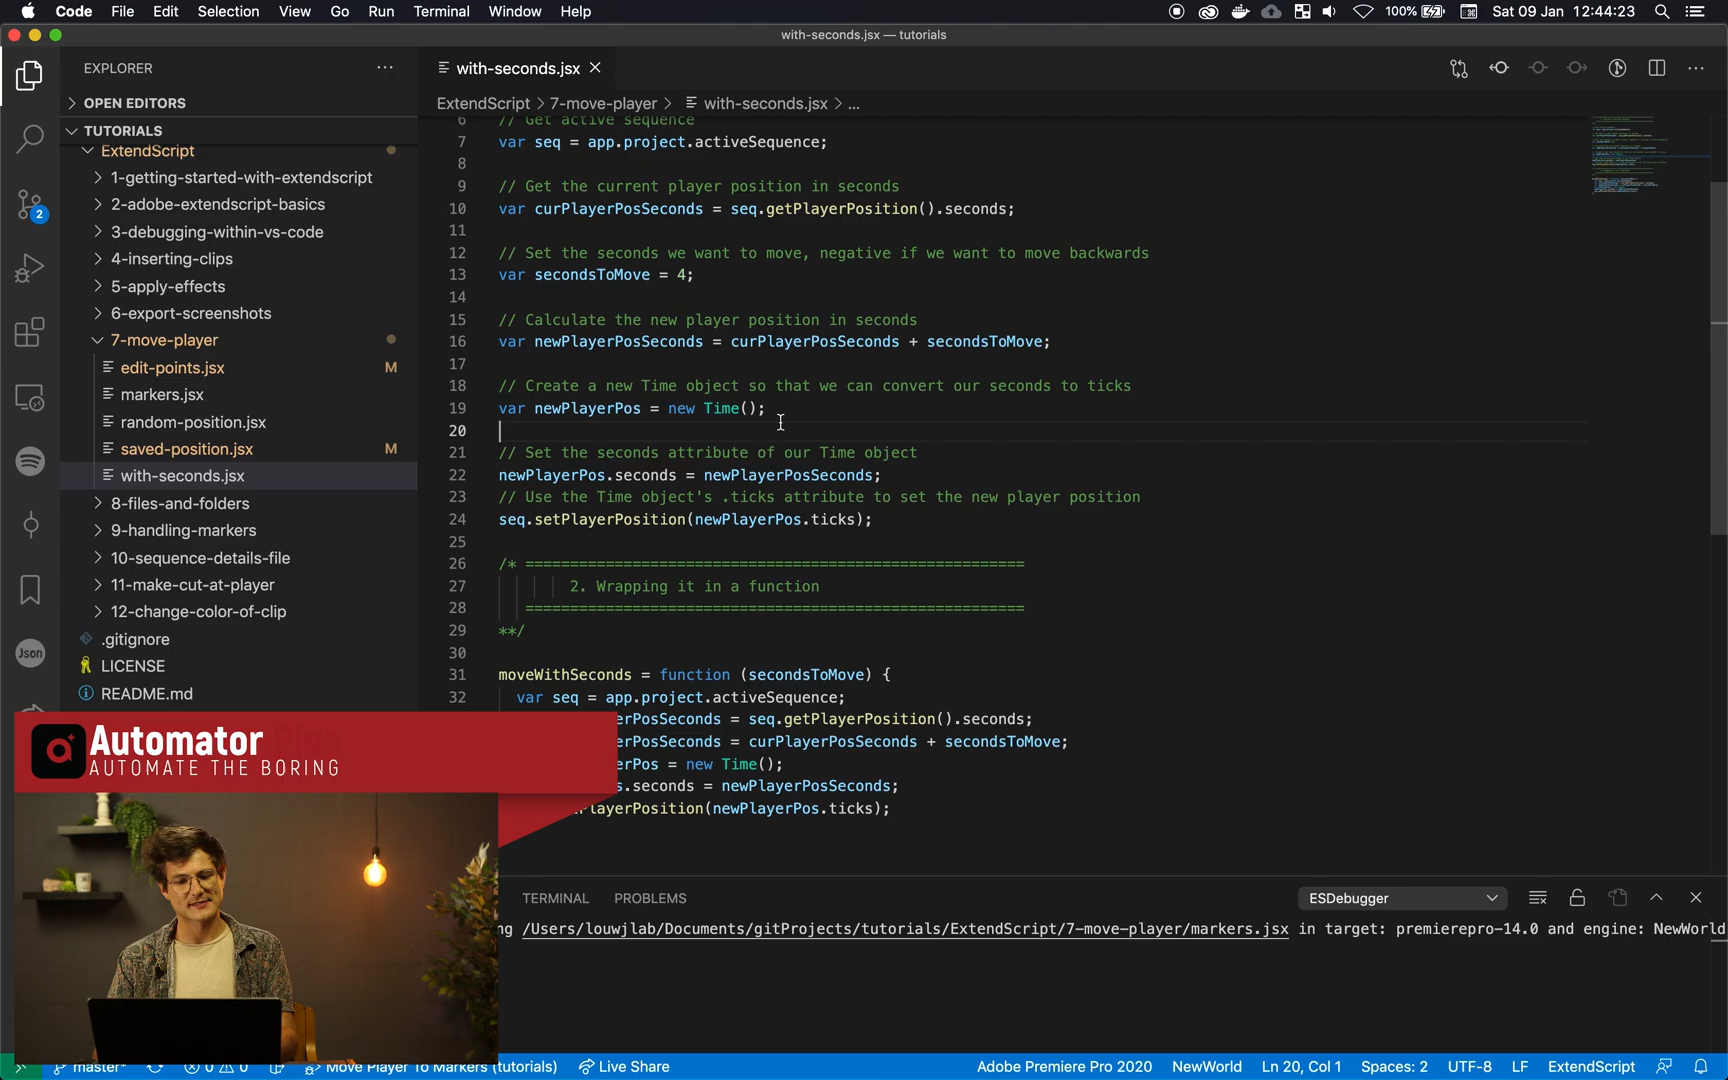 Code File Edit Selection View Go Run Terminal Window Help
100% Sat 09 Jan 12:44:23
with-seconds.jsx — tutorials
EXPLORER
with-seconds.jsx
OPEN EDITORS
ExtendScript > 7-move-player > with-seconds.jsx > ...
TUTORIALS
ExtendScript
1-getting-started-with-extendscript
2-adobe-extendscript-basics
3-debugging-within-vs-code
4-inserting-clips
5-apply-effects
6-export-screenshots
7-move-player
edit-points.jsx M
markers.jsx
random-position.jsx
saved-position.jsx M
with-seconds.jsx
8-files-and-folders
9-handling-markers
10-sequence-details-file
11-make-cut-at-player
12-change-color-of-clip
.gitignore
LICENSE
README.md
2
Json
6 // Get active sequence
7 var seq = app.project.activeSequence;
8
9 // Get the current player position in seconds
10 var curPlayerPosSeconds = seq.getPlayerPosition().seconds;
11
12 // Set the seconds we want to move, negative if we want to move backwards
13 var secondsToMove = 4;
14
15 // Calculate the new player position in seconds
16 var newPlayerPosSeconds = curPlayerPosSeconds + secondsToMove;
17
18 // Create a new Time object so that we can convert our seconds to ticks
19 var newPlayerPos = new Time();
20
21 // Set the seconds attribute of our Time object
22 newPlayerPos.seconds = newPlayerPosSeconds;
23 // Use the Time object's .ticks attribute to set the new player position
24 seq.setPlayerPosition(newPlayerPos.ticks);
25
26 /* ========================================================
27 2. Wrapping it in a function
28 ========================================================
29 **/
30
31 moveWithSeconds = function (secondsToMove) {
32 var seq = app.project.activeSequence;
erPosSeconds = seq.getPlayerPosition().seconds;
erPosSeconds = curPlayerPosSeconds + secondsToMove;
erPos = new Time();
s.seconds = newPlayerPosSeconds;
layerPosition(newPlayerPos.ticks);
Automator Plus
AUTOMATE THE BORING
TERMINAL PROBLEMS ESDebugger
ng /Users/louwjlab/Documents/gitProjects/tutorials/ExtendScript/7-move-player/markers.jsx in target: premierepro-14.0 and engine: NewWorld
master* 0 0 Move Player To Markers (tutorials) Live Share Adobe Premiere Pro 2020 NewWorld Ln 20, Col 1 Spaces: 2 UTF-8 LF ExtendScript